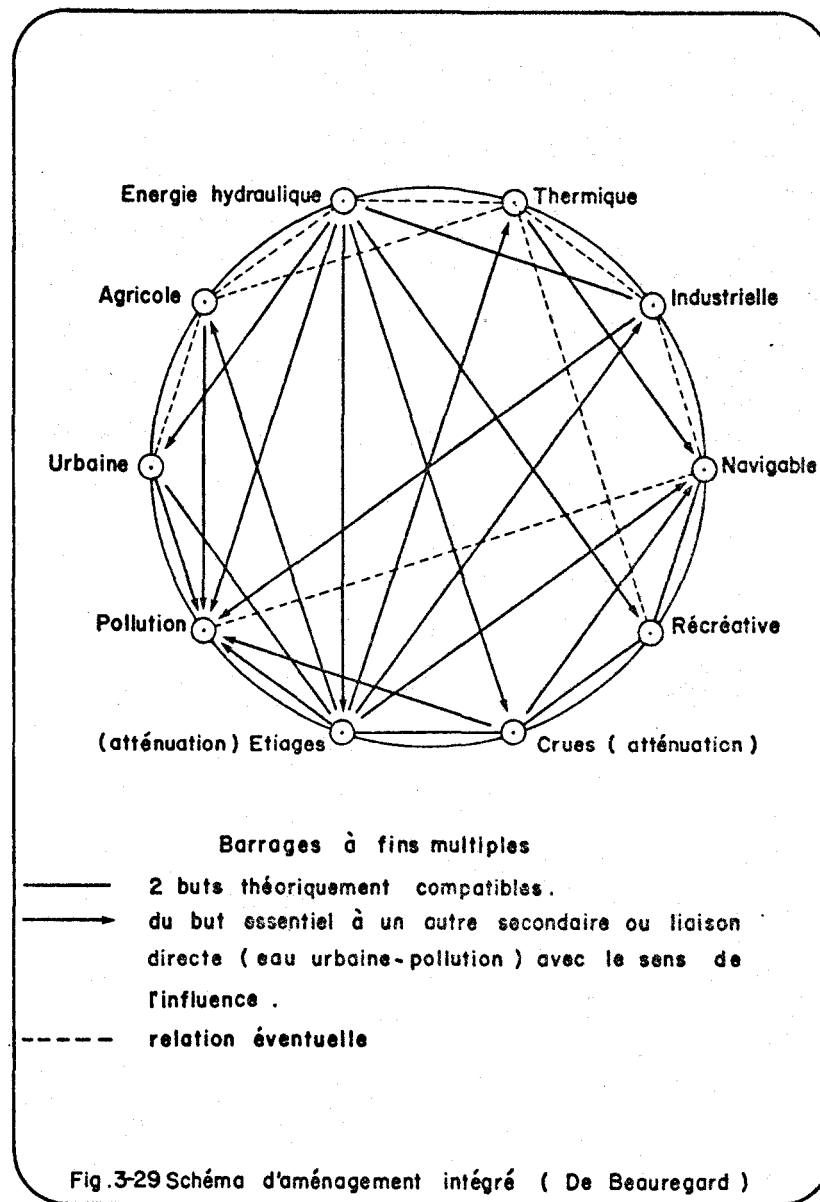 Energie hydraulique
Thermique
Agricole
Industrielle
Urbaine
Navigable
Pollution
Récréative
(atténuation) Etiages
Crues ( atténuation )
Barrages à fins multiples
2 buts théoriquement compatibles.
du but essentiel à un autre secondaire ou liaison
directe ( eau urbaine-pollution ) avec le sens de
l'influence .
relation éventuelle
Fig.3-29 Schéma d'aménagement intégré ( De Beauregard )